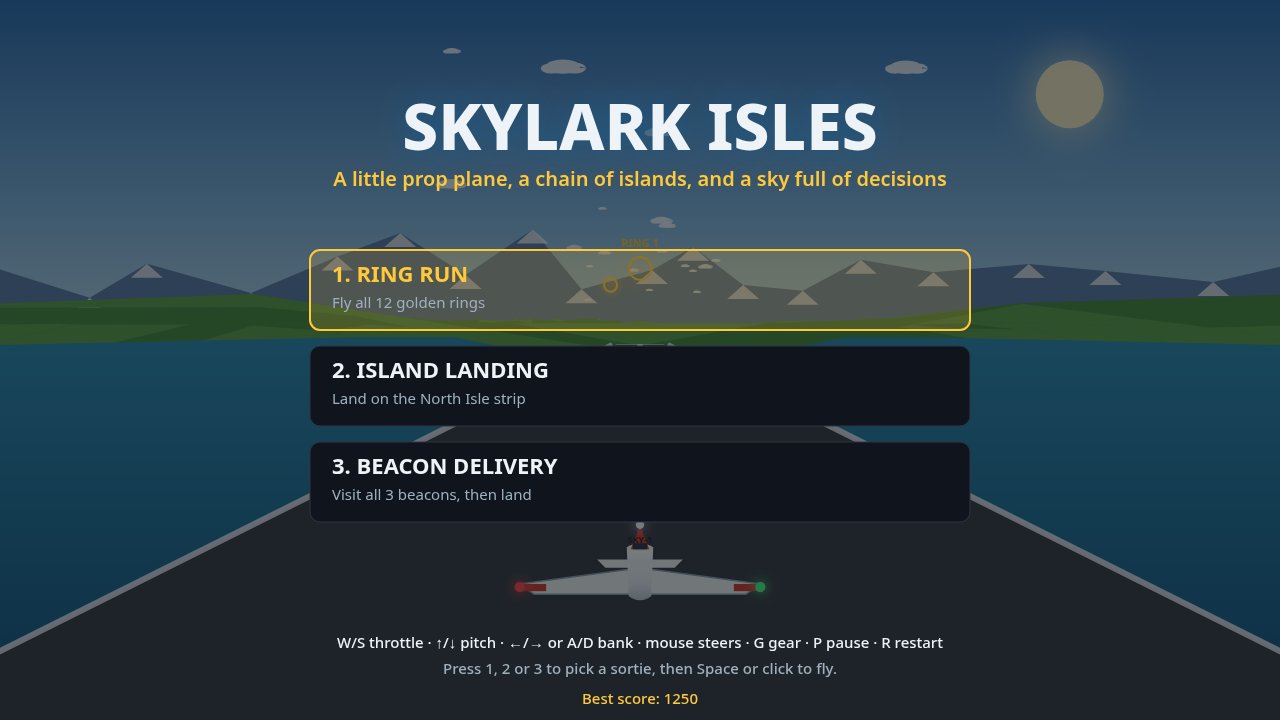 SKYLARK ISLES
A little prop plane, a chain of islands, and a sky full of decisions
RING 1
1. RING RUN
Fly all 12 golden rings
2. ISLAND LANDING
Land on the North Isle strip
3. BEACON DELIVERY
Visit all 3 beacons, then land
W/S throttle · ↑/↓ pitch · ←/→ or A/D bank · mouse steers · G gear · P pause · R restart
Press 1, 2 or 3 to pick a sortie, then Space or click to fly.
Best score: 1250